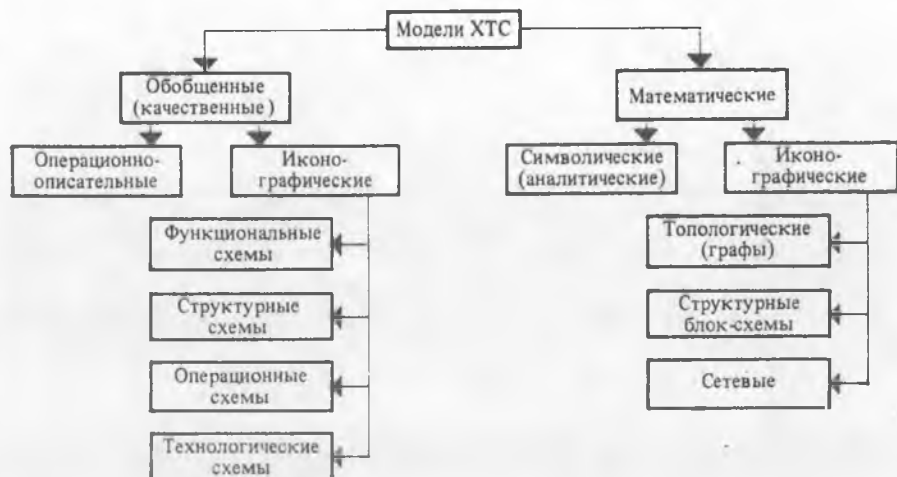 Модели ХТС
Обобщенные
(качественные)
Математические
Операционно-
описательные
Иконо-
графические
Символические
(аналитические)
Иконо-
графические
Функциональные
схемы
Структурные
схемы
Операционные
схемы
Технологические
схемы
Топологические
(графы)
Структурные
блок-схемы
Сетевые